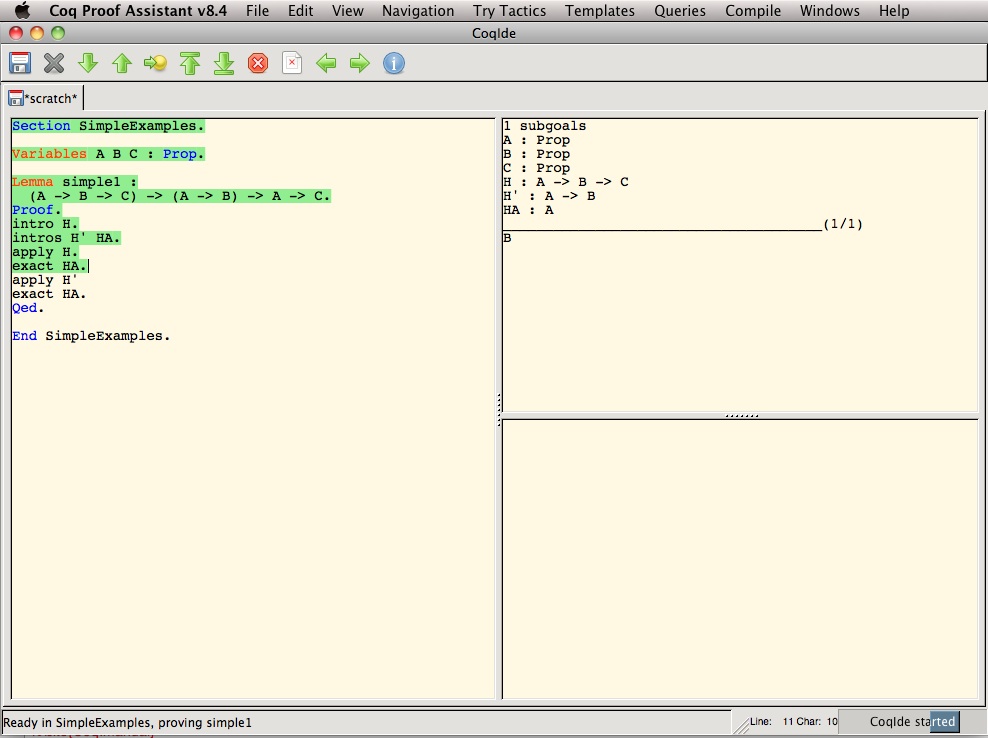 Coq Proof Assistant v8.4 File Edit View Navigation Try Tactics Templates Queries Compile Windows Help
CoqIde
*scratch*
Section SimpleExamples.
Variables A B C : Prop.
Lemma simple1 :
(A -> B -> C) -> (A -> B) -> A -> C.
Proof.
intro H.
intros H' HA.
apply H.
exact HA.
apply H'
exact HA.
Qed.
End SimpleExamples.
1 subgoals
A : Prop
B : Prop
C : Prop
H : A -> B -> C
H' : A -> B
HA : A
______________________________________(1/1)
B
Ready in SimpleExamples, proving simple1
Line: 11 Char: 10
CoqIde started